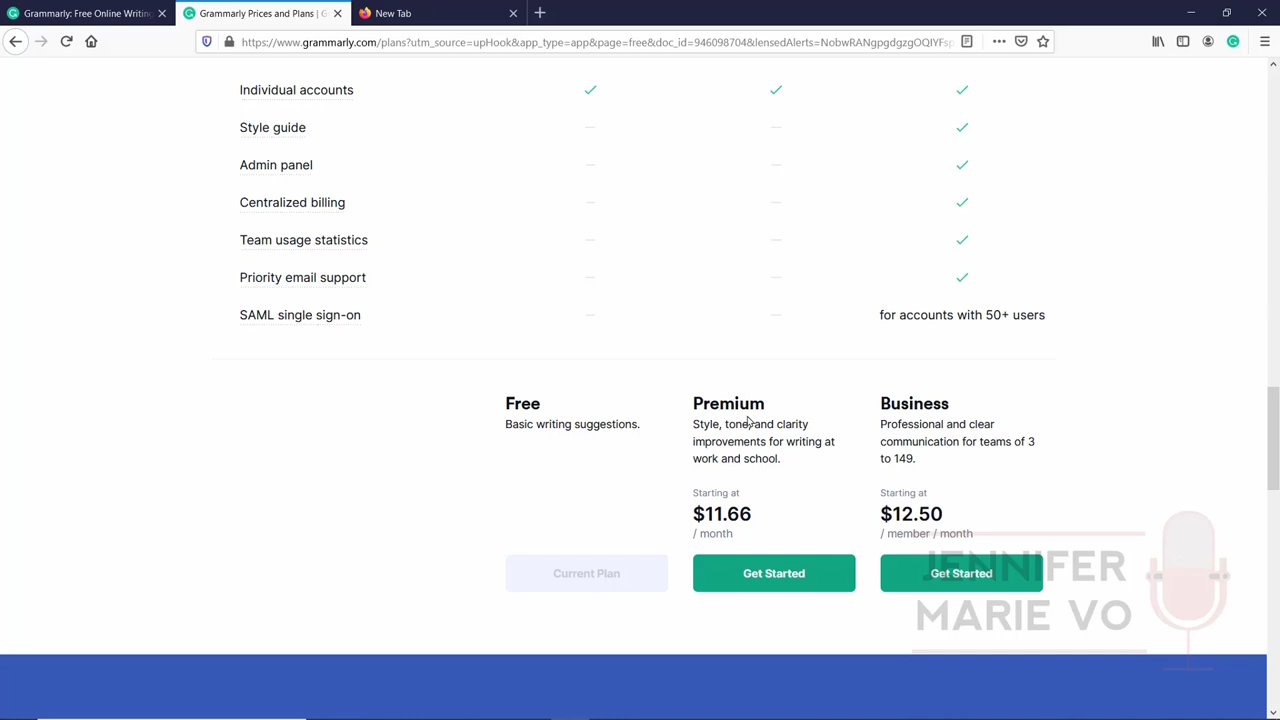 Grammarly: Free Online Writing
Grammarly Prices and Plans | G
New Tab
https://www.grammarly.com/plans?utm_source=upHook&app_type=app&page=free&doc_id=946098704&lensedAlerts=NobwRANgpgdgzgOQIYFsp
Individual accounts
Style guide
Admin panel
Centralized billing
Team usage statistics
Priority email support
SAML single sign-on
for accounts with 50+ users
Free
Basic writing suggestions.
Current Plan
Premium
Style, tone, and clarity
improvements for writing at
work and school.
Starting at
$11.66
/ month
Get Started
Business
Professional and clear
communication for teams of 3
to 149.
Starting at
$12.50
/ member / month
Get Started
JENNIFER
MARIE VO